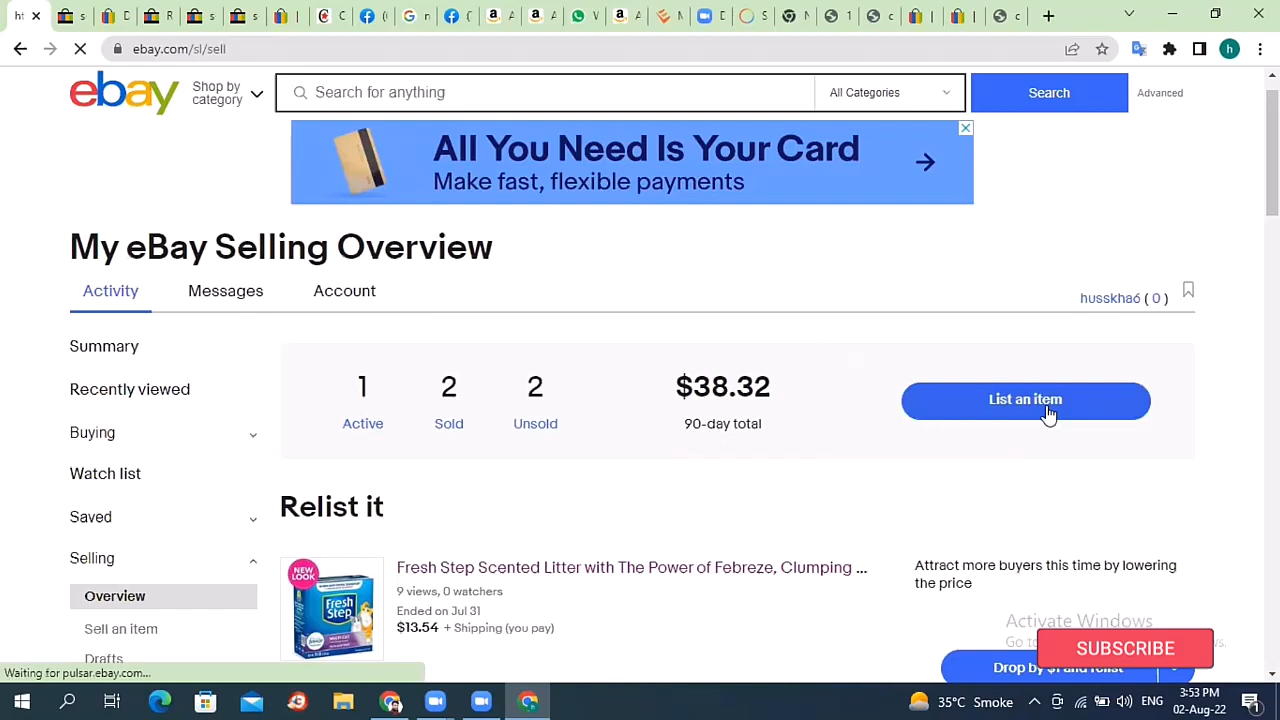 ht
ebay.com/sl/sell
h
ebay
Shop by
category
Search for anything
All Categories
Search
Advanced
All You Need Is Your Card
Make fast, flexible payments
My eBay Selling Overview
Activity
Messages
Account
husskha6 ( 0 )
Summary
Recently viewed
Buying
Watch list
Saved
Selling
Overview
Sell an item
Drafts
1
Active
2
Sold
2
Unsold
$38.32
90-day total
List an item
Relist it
NEW
LOOK
Fresh
Step
Fresh Step Scented Litter with The Power of Febreze, Clumping ...
9 views, 0 watchers
Ended on Jul 31
$13.54 + Shipping (you pay)
Attract more buyers this time by lowering
the price
Activate Windows
Go to
SUBSCRIBE
Drop by $1 and relist
Waiting for pulsar.ebay.com...
35°C Smoke
ENG
3:53 PM
02-Aug-22